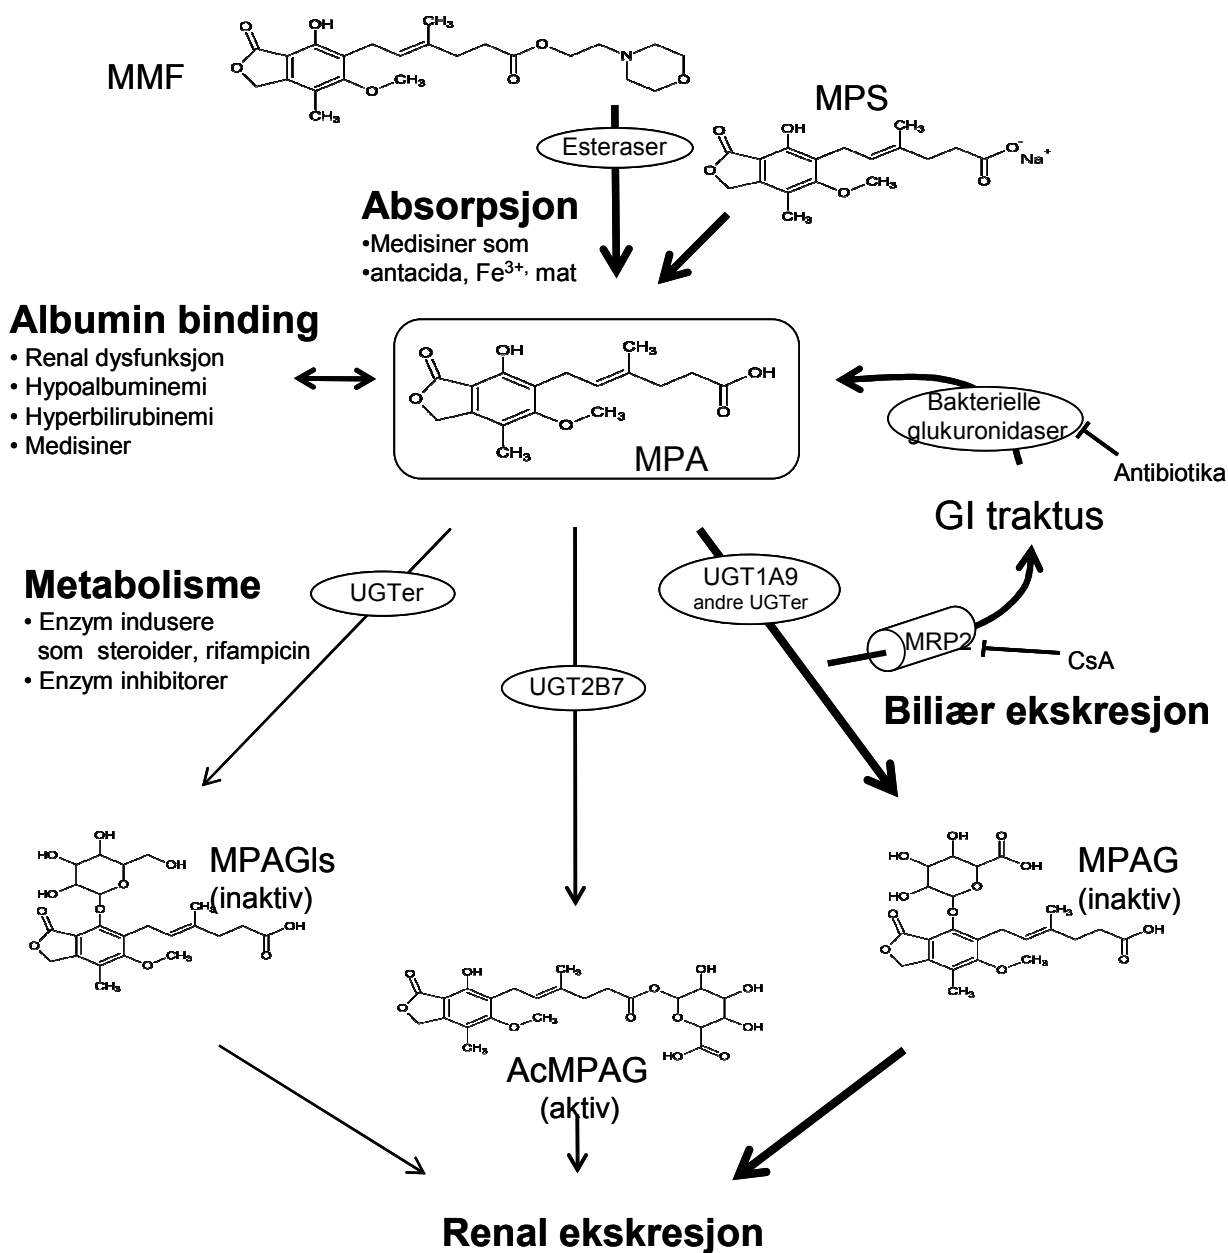 MMF
MPS
Esteraser
Absorpsjon
•Medisiner som
•antacida, Fe³⁺, mat
Albumin binding
• Renal dysfunksjon
• Hypoalbuminemi
• Hyperbilirubinemi
• Medisiner
MPA
Bakterielle
glukuronidaser
Antibiotika
GI traktus
Metabolisme
• Enzym indusere
som steroider, rifampicin
• Enzym inhibitorer
UGTer
UGT2B7
UGT1A9
andre UGTer
MRP2
CsA
Biliær ekskresjon
MPAGls
(inaktiv)
AcMPAG
(aktiv)
MPAG
(inaktiv)
Renal ekskresjon